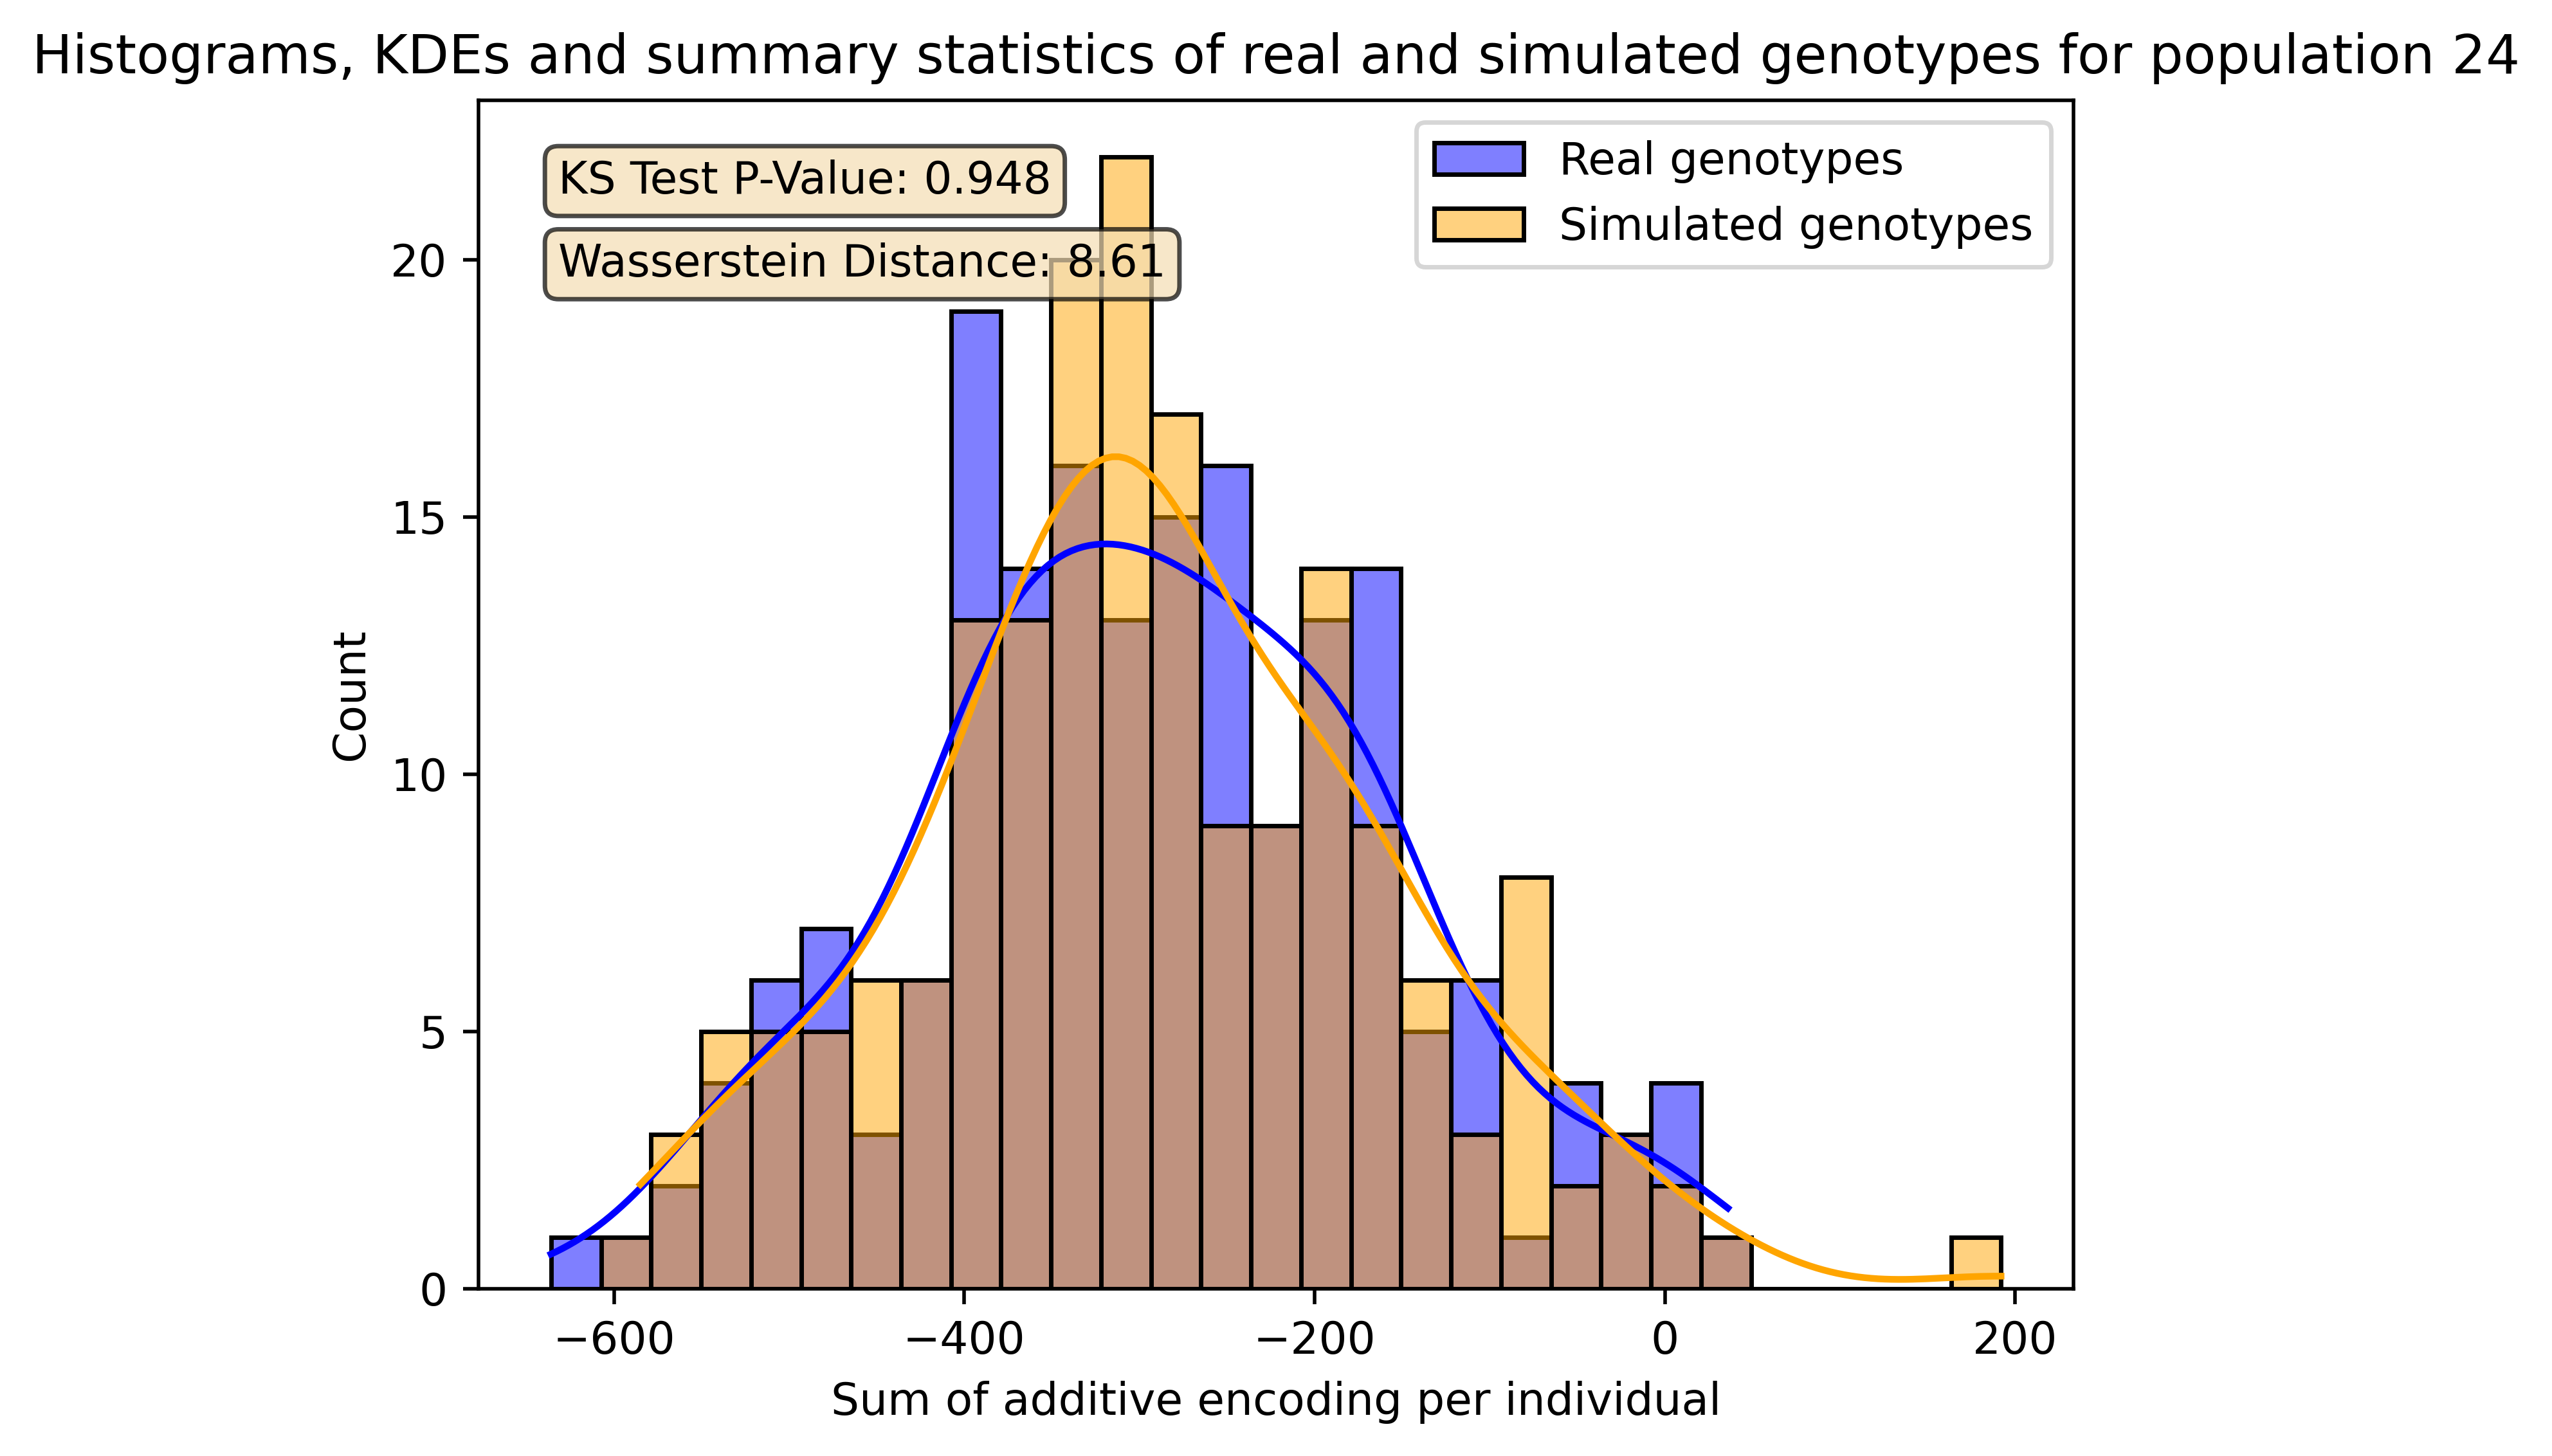 Histograms, KDEs and summary statistics of real and simulated genotypes for population 24
KS Test P-Value: 0.948
Wasserstein Distance: 8.61
Real genotypes
Simulated genotypes
20
15
10
5
0
Count
−600
−400
−200
0
200
Sum of additive encoding per individual